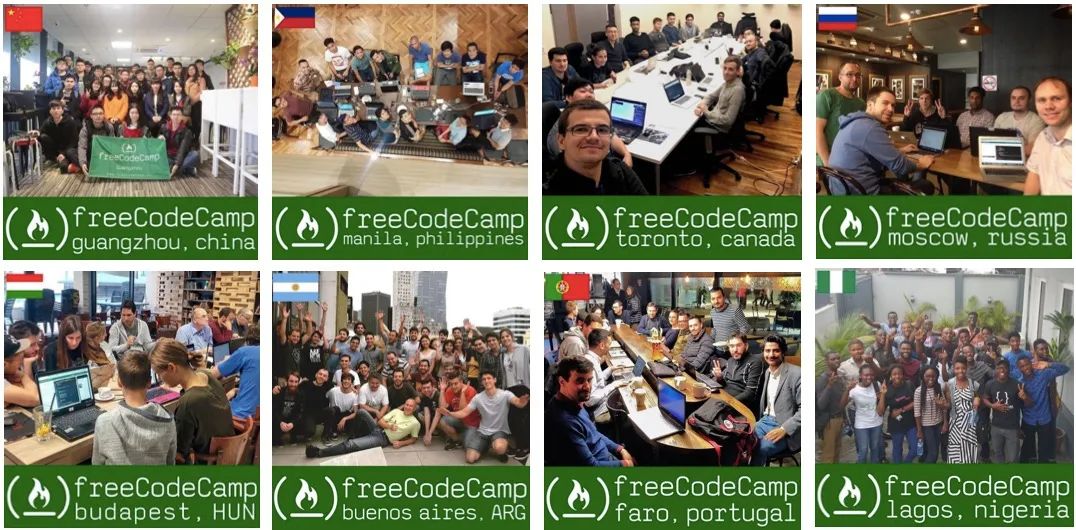 freeCodeCamp
freeCodeCamp
guangzhou, china
freeCodeCamp
manila, philippines
freeCodeCamp
toronto, canada
freeCodeCamp
moscow, russia
freeCodeCamp
budapest, HUN
freeCodeCamp
buenos aires, ARG
freeCodeCamp
faro, portugal
freeCodeCamp
lagos, nigeria